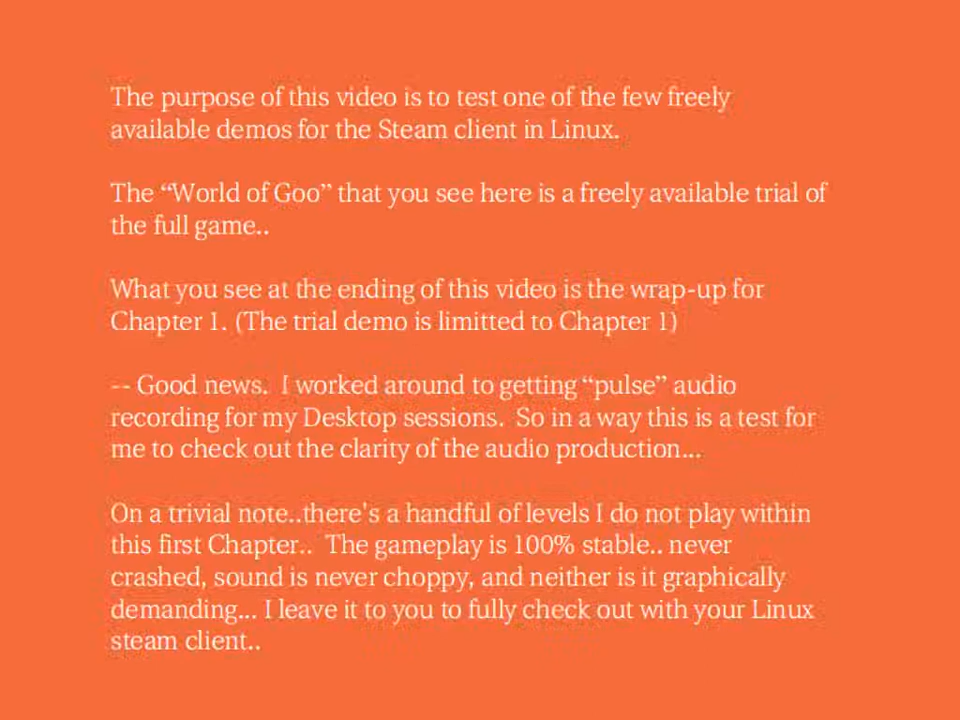 The purpose of this video is to test one of the few freely
available demos for the Steam client in Linux.
The “World of Goo” that you see here is a freely available trial of
the full game..
What you see at the ending of this video is the wrap-up for
Chapter 1. (The trial demo is limitted to Chapter 1)
-- Good news.  I worked around to getting “pulse” audio
recording for my Desktop sessions.  So in a way this is a test for
me to check out the clarity of the audio production...
On a trivial note..there's a handful of levels I do not play within
this first Chapter..  The gameplay is 100% stable.. never
crashed, sound is never choppy, and neither is it graphically
demanding... I leave it to you to fully check out with your Linux
steam client..